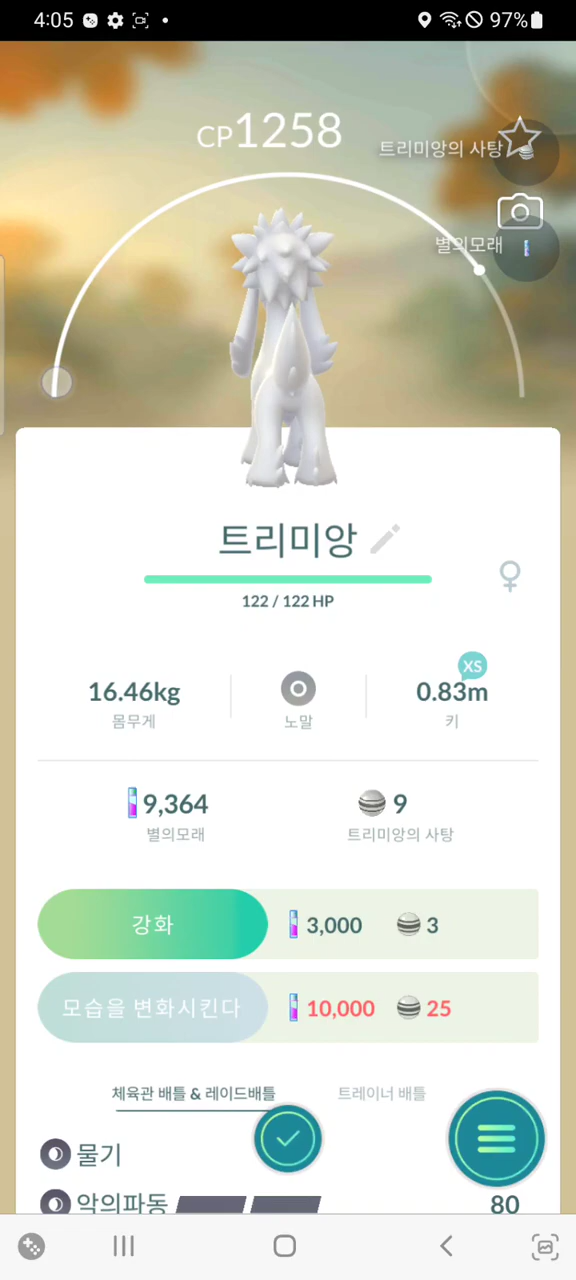 4:05
97%
CP1258
트리미앙의 사탕
별의모래
트리미앙
122 / 122 HP
XS
16.46kg
0.83m
몸무게
노말
키
9,364
9
별의모래
트리미앙의 사탕
강화
3,000
3
모습을 변화시킨다
10,000
25
체육관 배틀 & 레이드배틀
트레이너 배틀
물기
악의파동
80